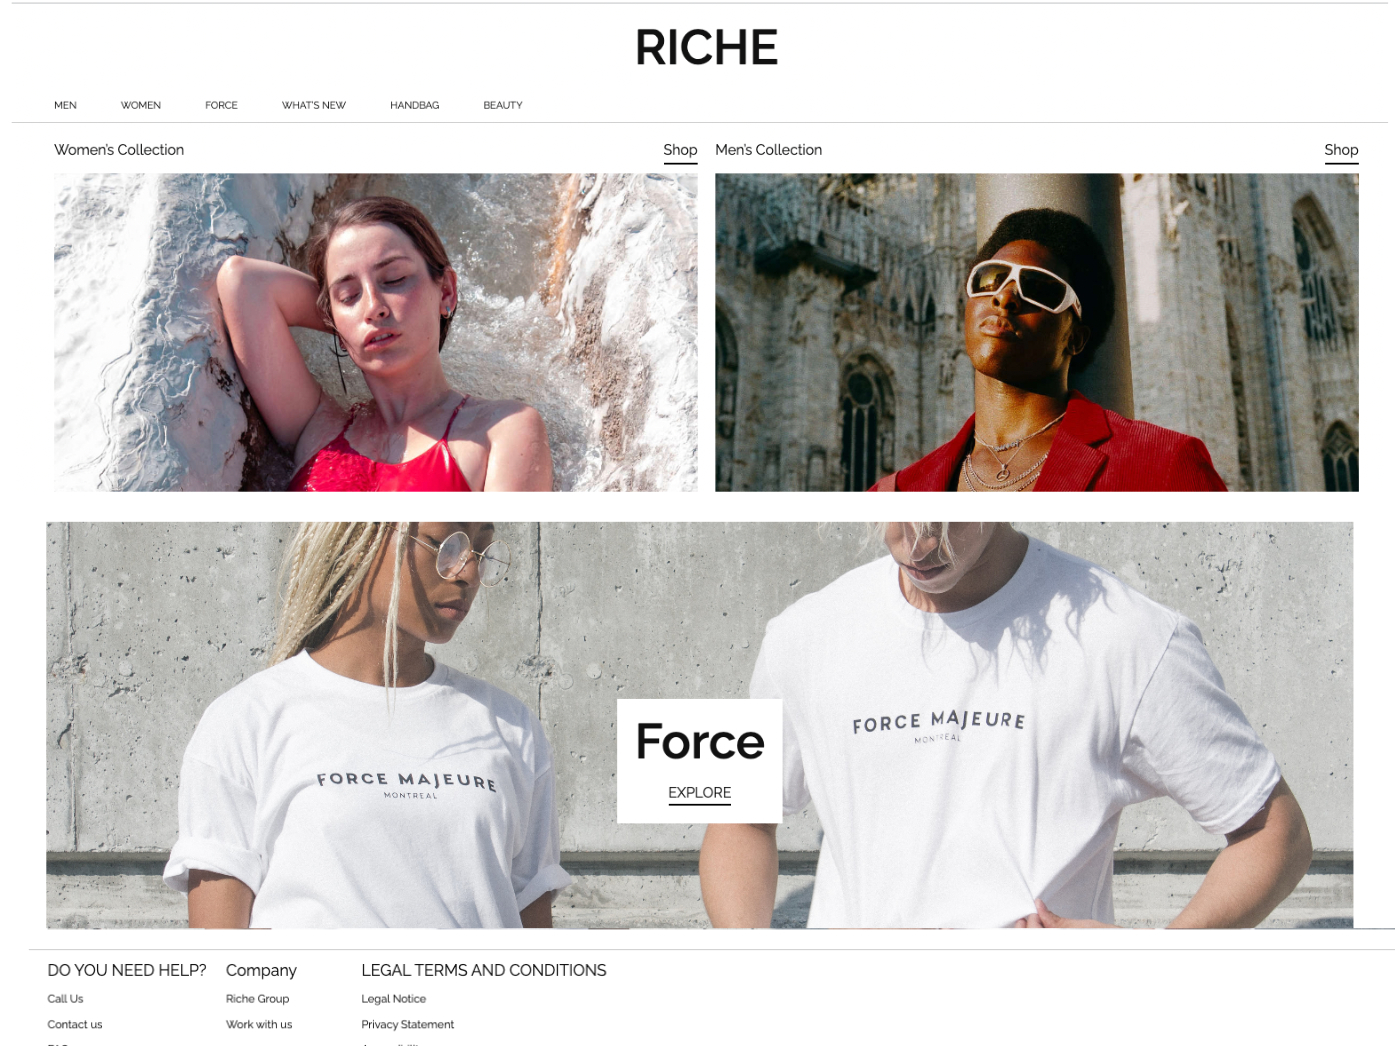 RICHE
MEN WOMEN FORCE WHAT'S NEW HANDBAG BEAUTY
Women's Collection Shop
Men's Collection Shop
FORCE MAJEURE
MONTREAL
FORCE MAJEURE
MONTREAL
Force
EXPLORE
DO YOU NEED HELP? Company LEGAL TERMS AND CONDITIONS
Call Us Riche Group Legal Notice
Contact us Work with us Privacy Statement